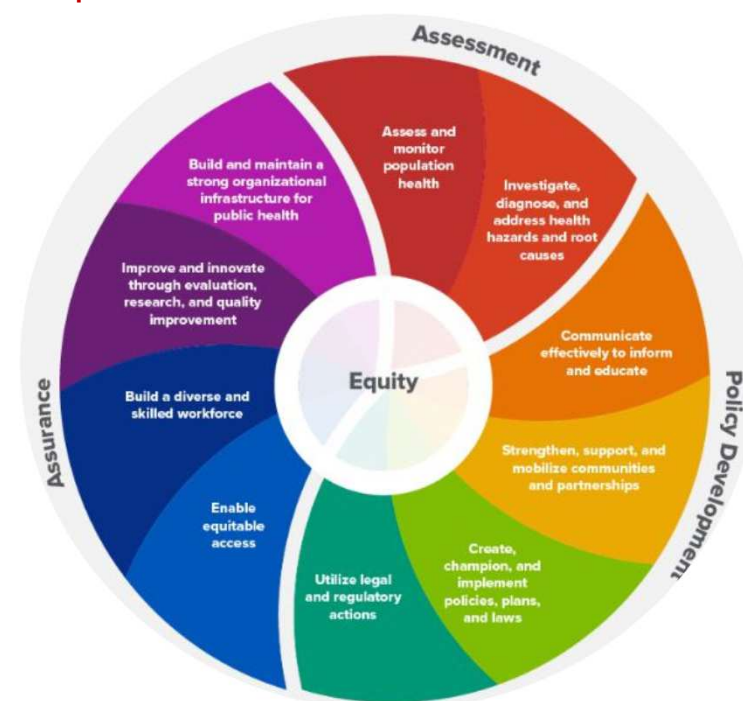 Assessment
Assess and
monitor
population
health
Investigate,
diagnose, and
address health
hazards and root
causes
Communicate
effectively to inform
and educate
Strengthen, support, and
mobilize communities
and partnerships
Create,
champion, and
implement
policies, plans,
and laws
Utilize legal
and regulatory
actions
Enable
equitable
access
Build a diverse and
skilled workforce
Improve and innovate
through evaluation,
research, and quality
improvement
Build and maintain a
strong organizational
infrastructure for
public health
Equity
Policy Development
Assurance